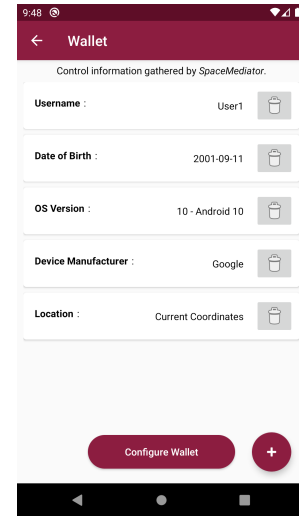 9:48
Wallet
Control information gathered by SpaceMediator.
Username : User1
Date of Birth : 2001-09-11
OS Version : 10 - Android 10
Device Manufacturer : Google
Location : Current Coordinates
Configure Wallet
+